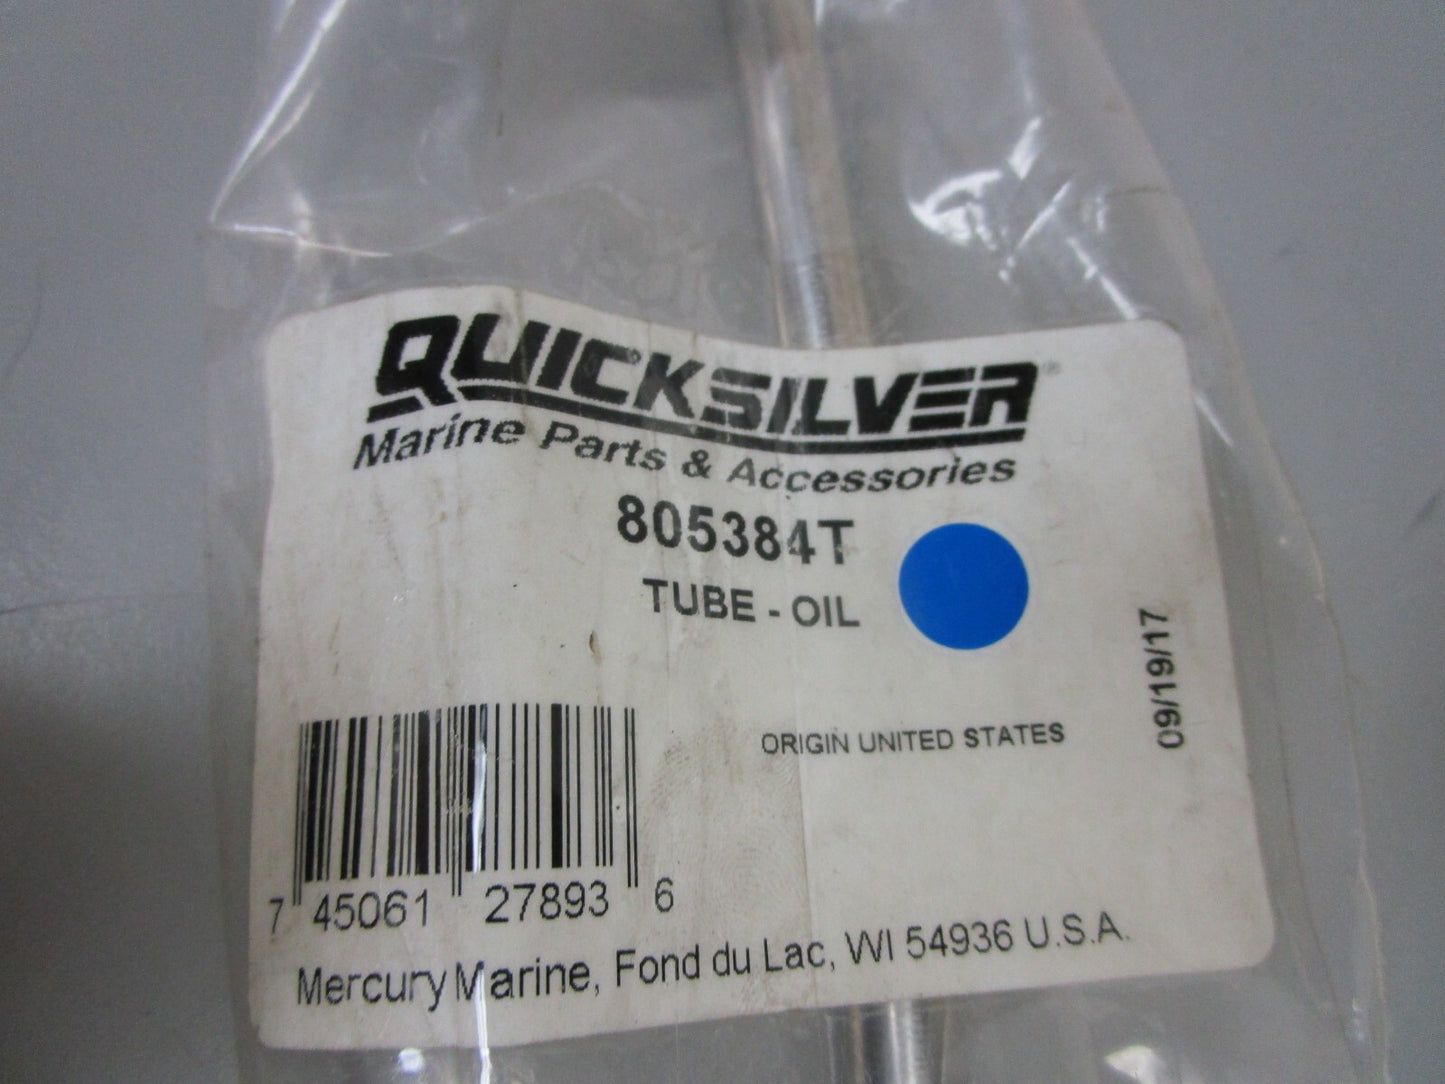 QUICKSILVER®
Marine Parts & Accessories
805384T
TUBE - OIL
09/19/17
ORIGIN UNITED STATES
7 45061 27893 6
Mercury Marine, Fond du Lac, WI 54936 U.S.A.